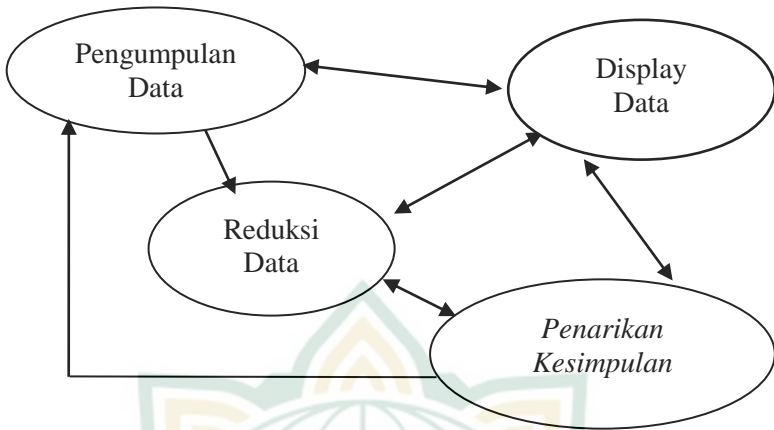 Pengumpulan
Data
Display
Data
Reduksi
Data
Penarikan
Kesimpulan